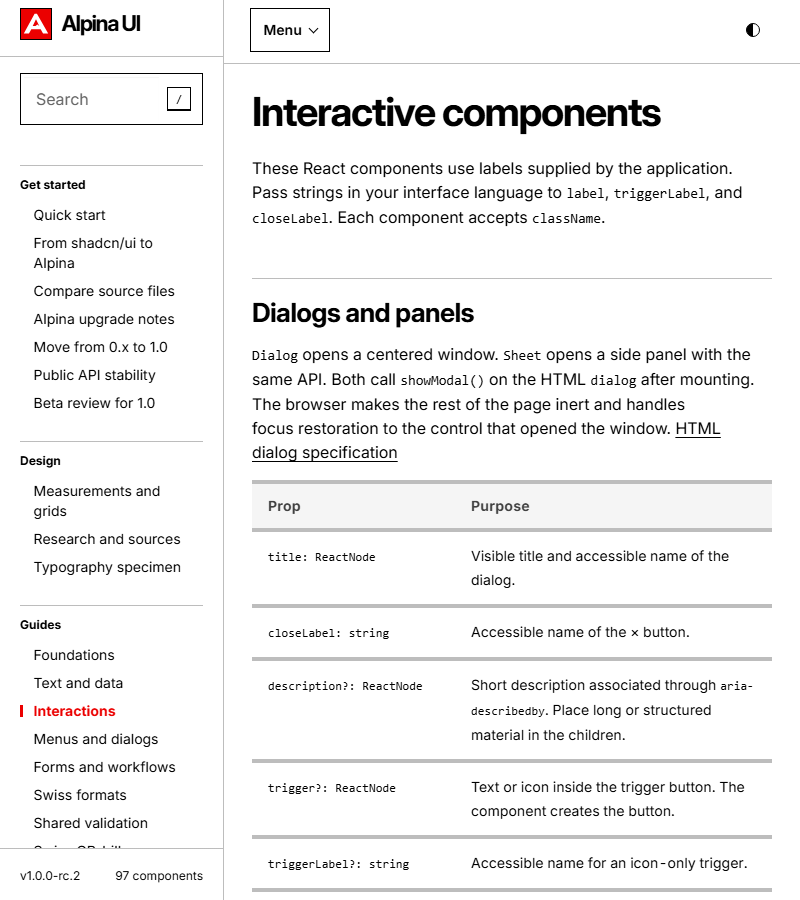 Alpina UI
Search
/
Get started
Quick start
From shadcn/ui to
Alpina
Compare source files
Alpina upgrade notes
Move from 0.x to 1.0
Public API stability
Beta review for 1.0
Design
Measurements and
grids
Research and sources
Typography specimen
Guides
Foundations
Text and data
Interactions
Menus and dialogs
Forms and workflows
Swiss formats
Shared validation
v1.0.0-rc.2
97 components
Menu
Interactive components
These React components use labels supplied by the application.
Pass strings in your interface language to label, triggerLabel, and
closeLabel. Each component accepts className.
Dialogs and panels
Dialog opens a centered window. Sheet opens a side panel with the
same API. Both call showModal() on the HTML dialog after mounting.
The browser makes the rest of the page inert and handles
focus restoration to the control that opened the window. HTML
dialog specification
Prop
Purpose
title: ReactNode
Visible title and accessible name of the
dialog.
closeLabel: string
Accessible name of the × button.
description?: ReactNode
Short description associated through aria-
describedby. Place long or structured
material in the children.
trigger?: ReactNode
Text or icon inside the trigger button. The
component creates the button.
triggerLabel?: string
Accessible name for an icon-only trigger.